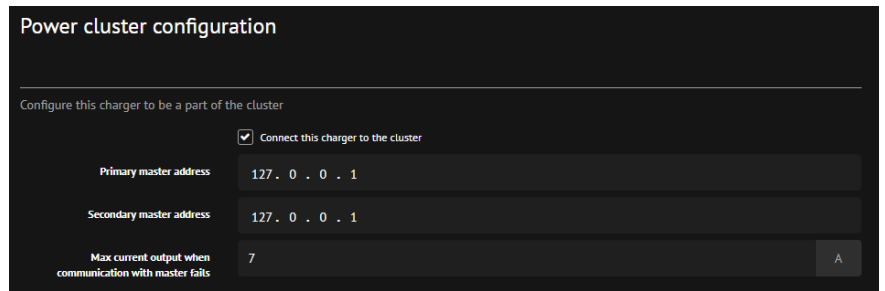 Power cluster configuration
Configure this charger to be a part of the cluster
Connect this charger to the cluster
Primary master address 127. 0 . 0 . 1
Secondary master address 127. 0 . 0 . 1
Max current output when
communication with master fails 7 A